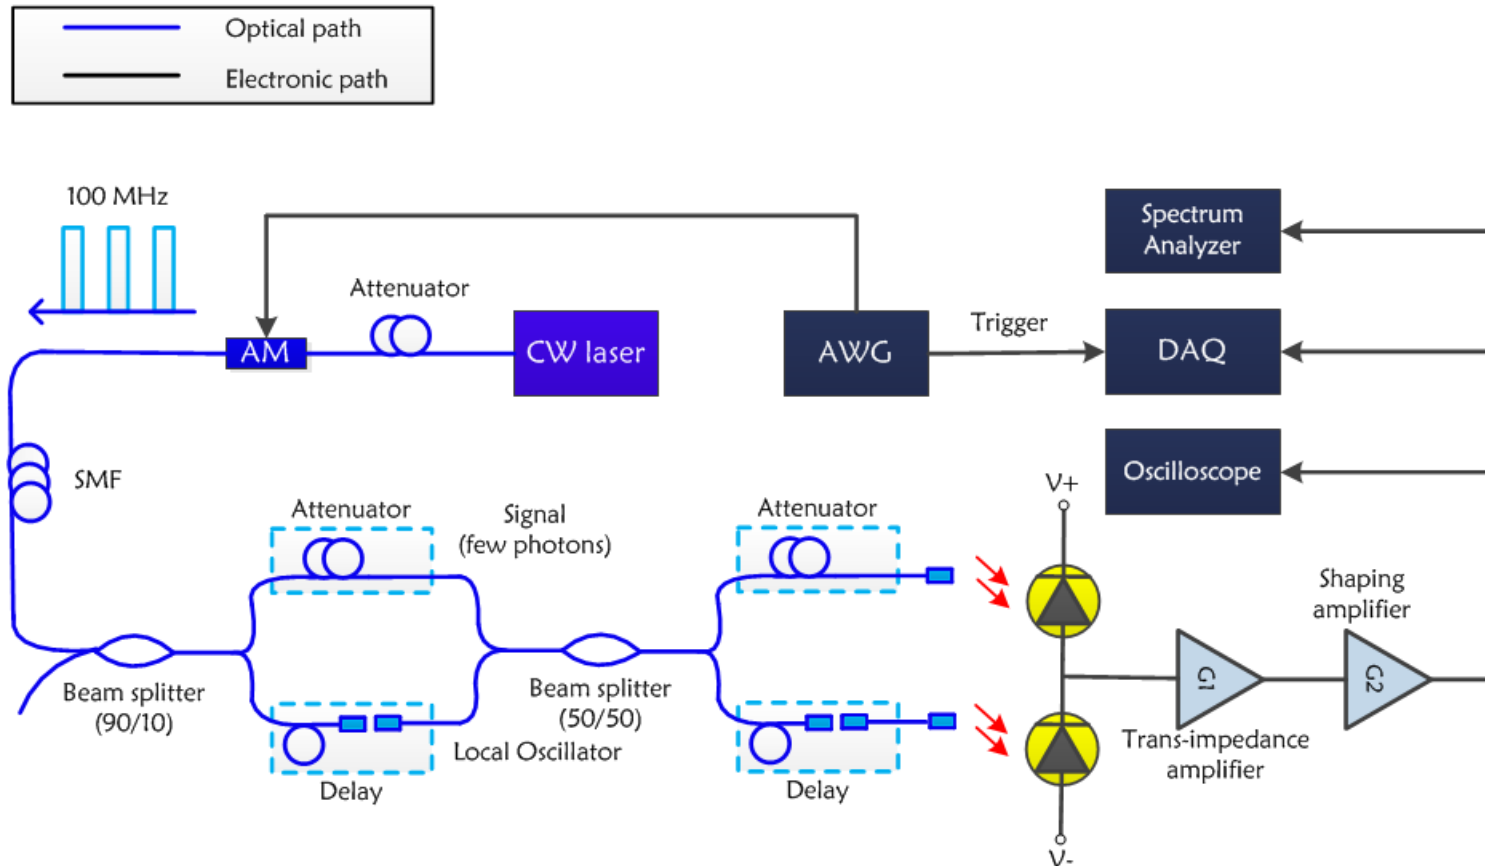 Optical path
Electronic path
100 MHz
Attenuator
AM
CW laser
AWG
Trigger
Spectrum
Analyzer
DAQ
Oscilloscope
SMF
Attenuator
Signal
(few photons)
Attenuator
V+
Shaping
amplifier
Beam splitter
(90/10)
Beam splitter
(50/50)
G1
G2
Local Oscillator
Delay
Delay
Trans-impedance
amplifier
V-